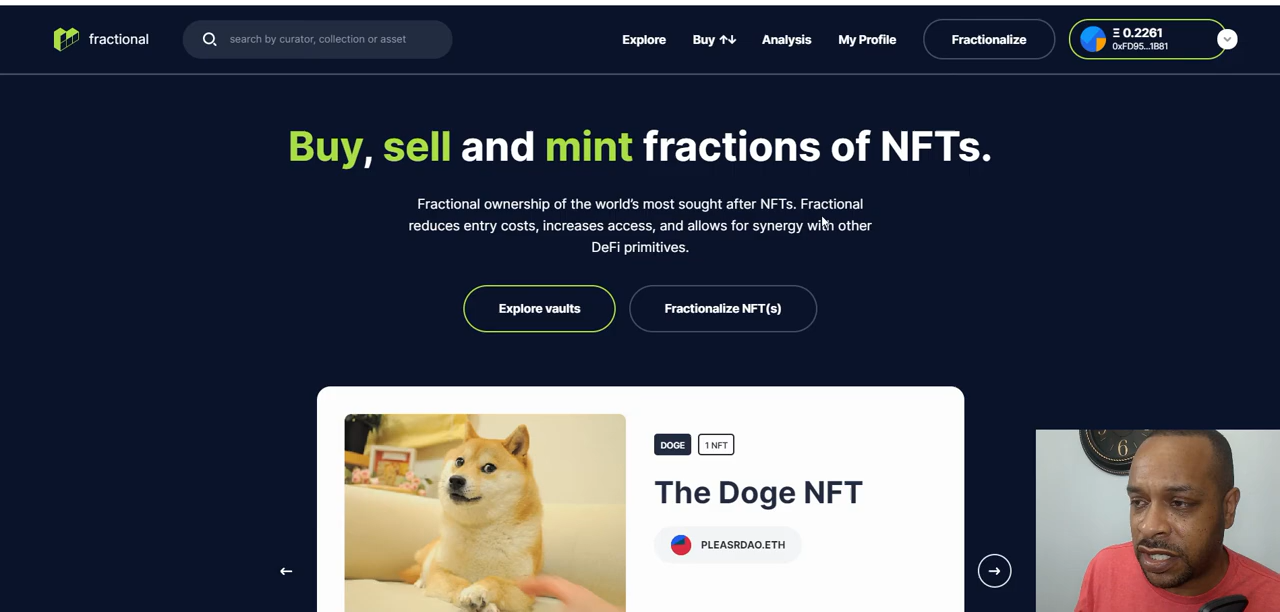 fractional
search by curator, collection or asset
Explore
Buy ↑↓
Analysis
My Profile
Fractionalize
Ξ 0.2261
0xFD95...1B81
Buy, sell and mint fractions of NFTs.
Fractional ownership of the world's most sought after NFTs. Fractional
reduces entry costs, increases access, and allows for synergy with other
DeFi primitives.
Explore vaults
Fractionalize NFT(s)
DOGE
1 NFT
The Doge NFT
PLEASRDAO.ETH
6